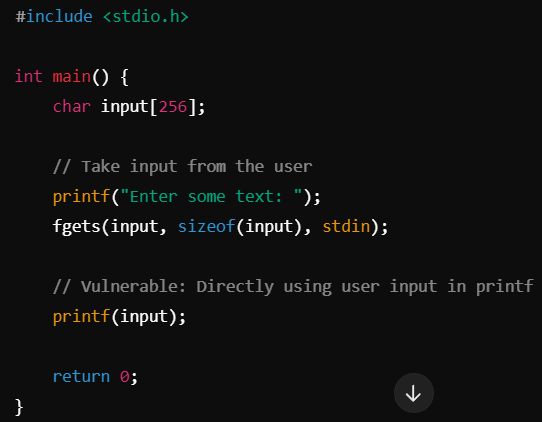 #include <stdio.h>
int main() {
    char input[256];
    // Take input from the user
    printf("Enter some text: ");
    fgets(input, sizeof(input), stdin);
    // Vulnerable: Directly using user input in printf
    printf(input);
    return 0;
}